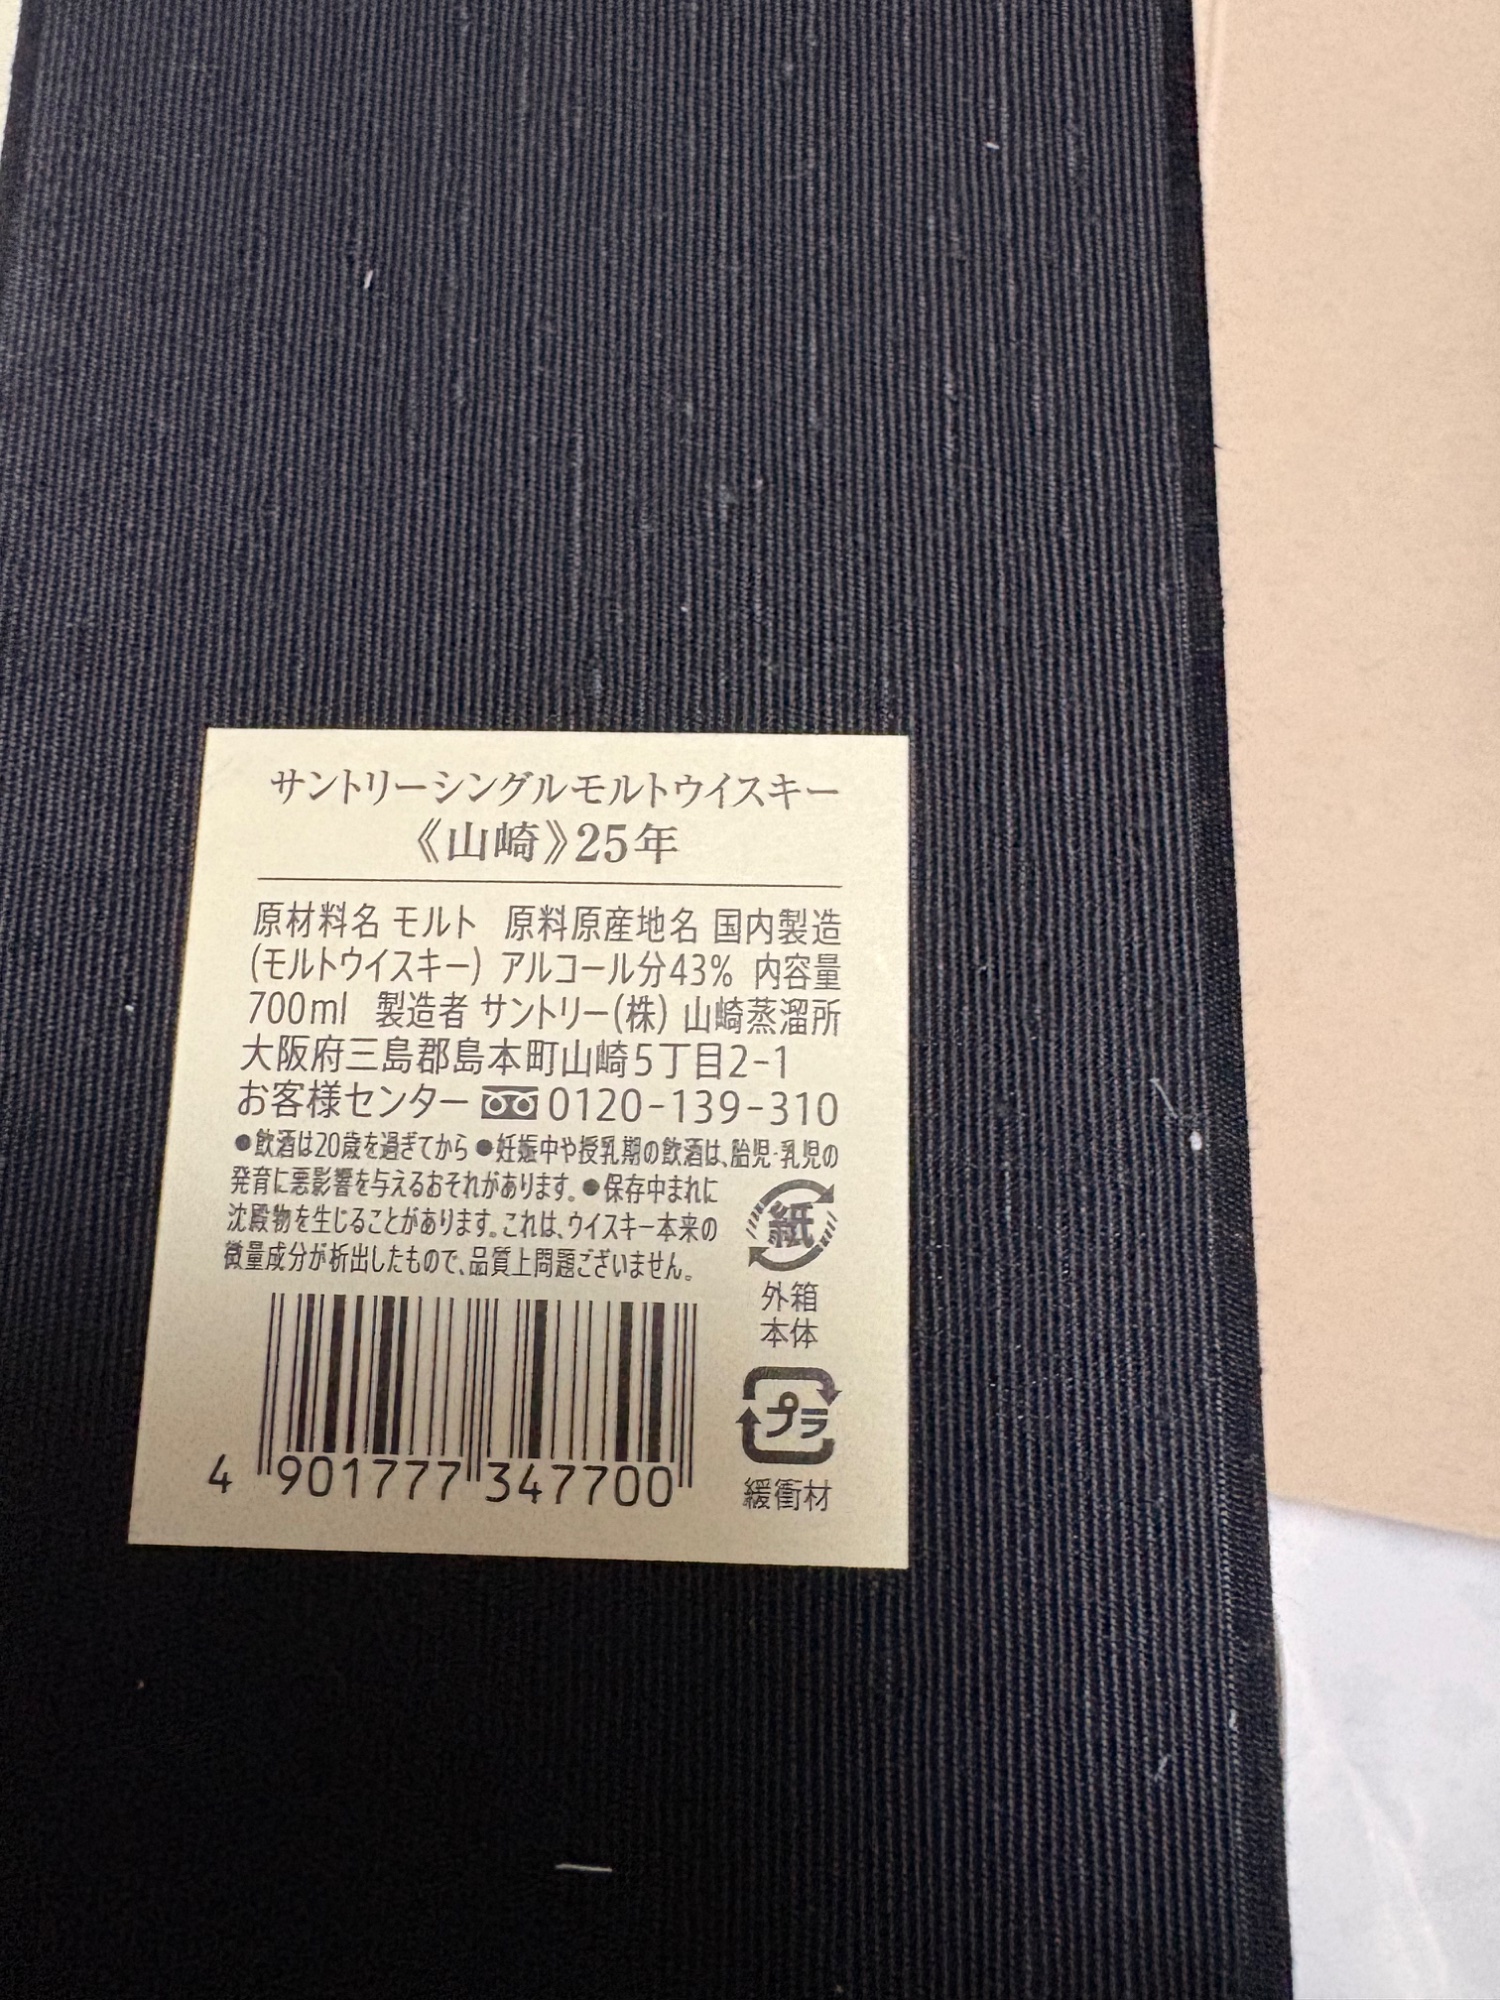 サントリーシングルモルトウイスキー
《山崎》25年
原材料名 モルト 原料原産地名 国内製造
(モルトウイスキー) アルコール分43% 内容量
700ml 製造者 サントリー(株) 山崎蒸溜所
大阪府三島郡島本町山崎5丁目2-1
お客様センター 0120-139-310
●飲酒は20歳を過ぎてから ●妊娠中や授乳期の飲酒は、胎児・乳児の
発育に悪影響を与えるおそれがあります。●保存中まれに
沈殿物を生じることがあります。これは、ウイスキー本来の
微量成分が析出したもので、品質上問題ございません。
紙
外箱
本体
プラ
緩衝材
4 901777 347700